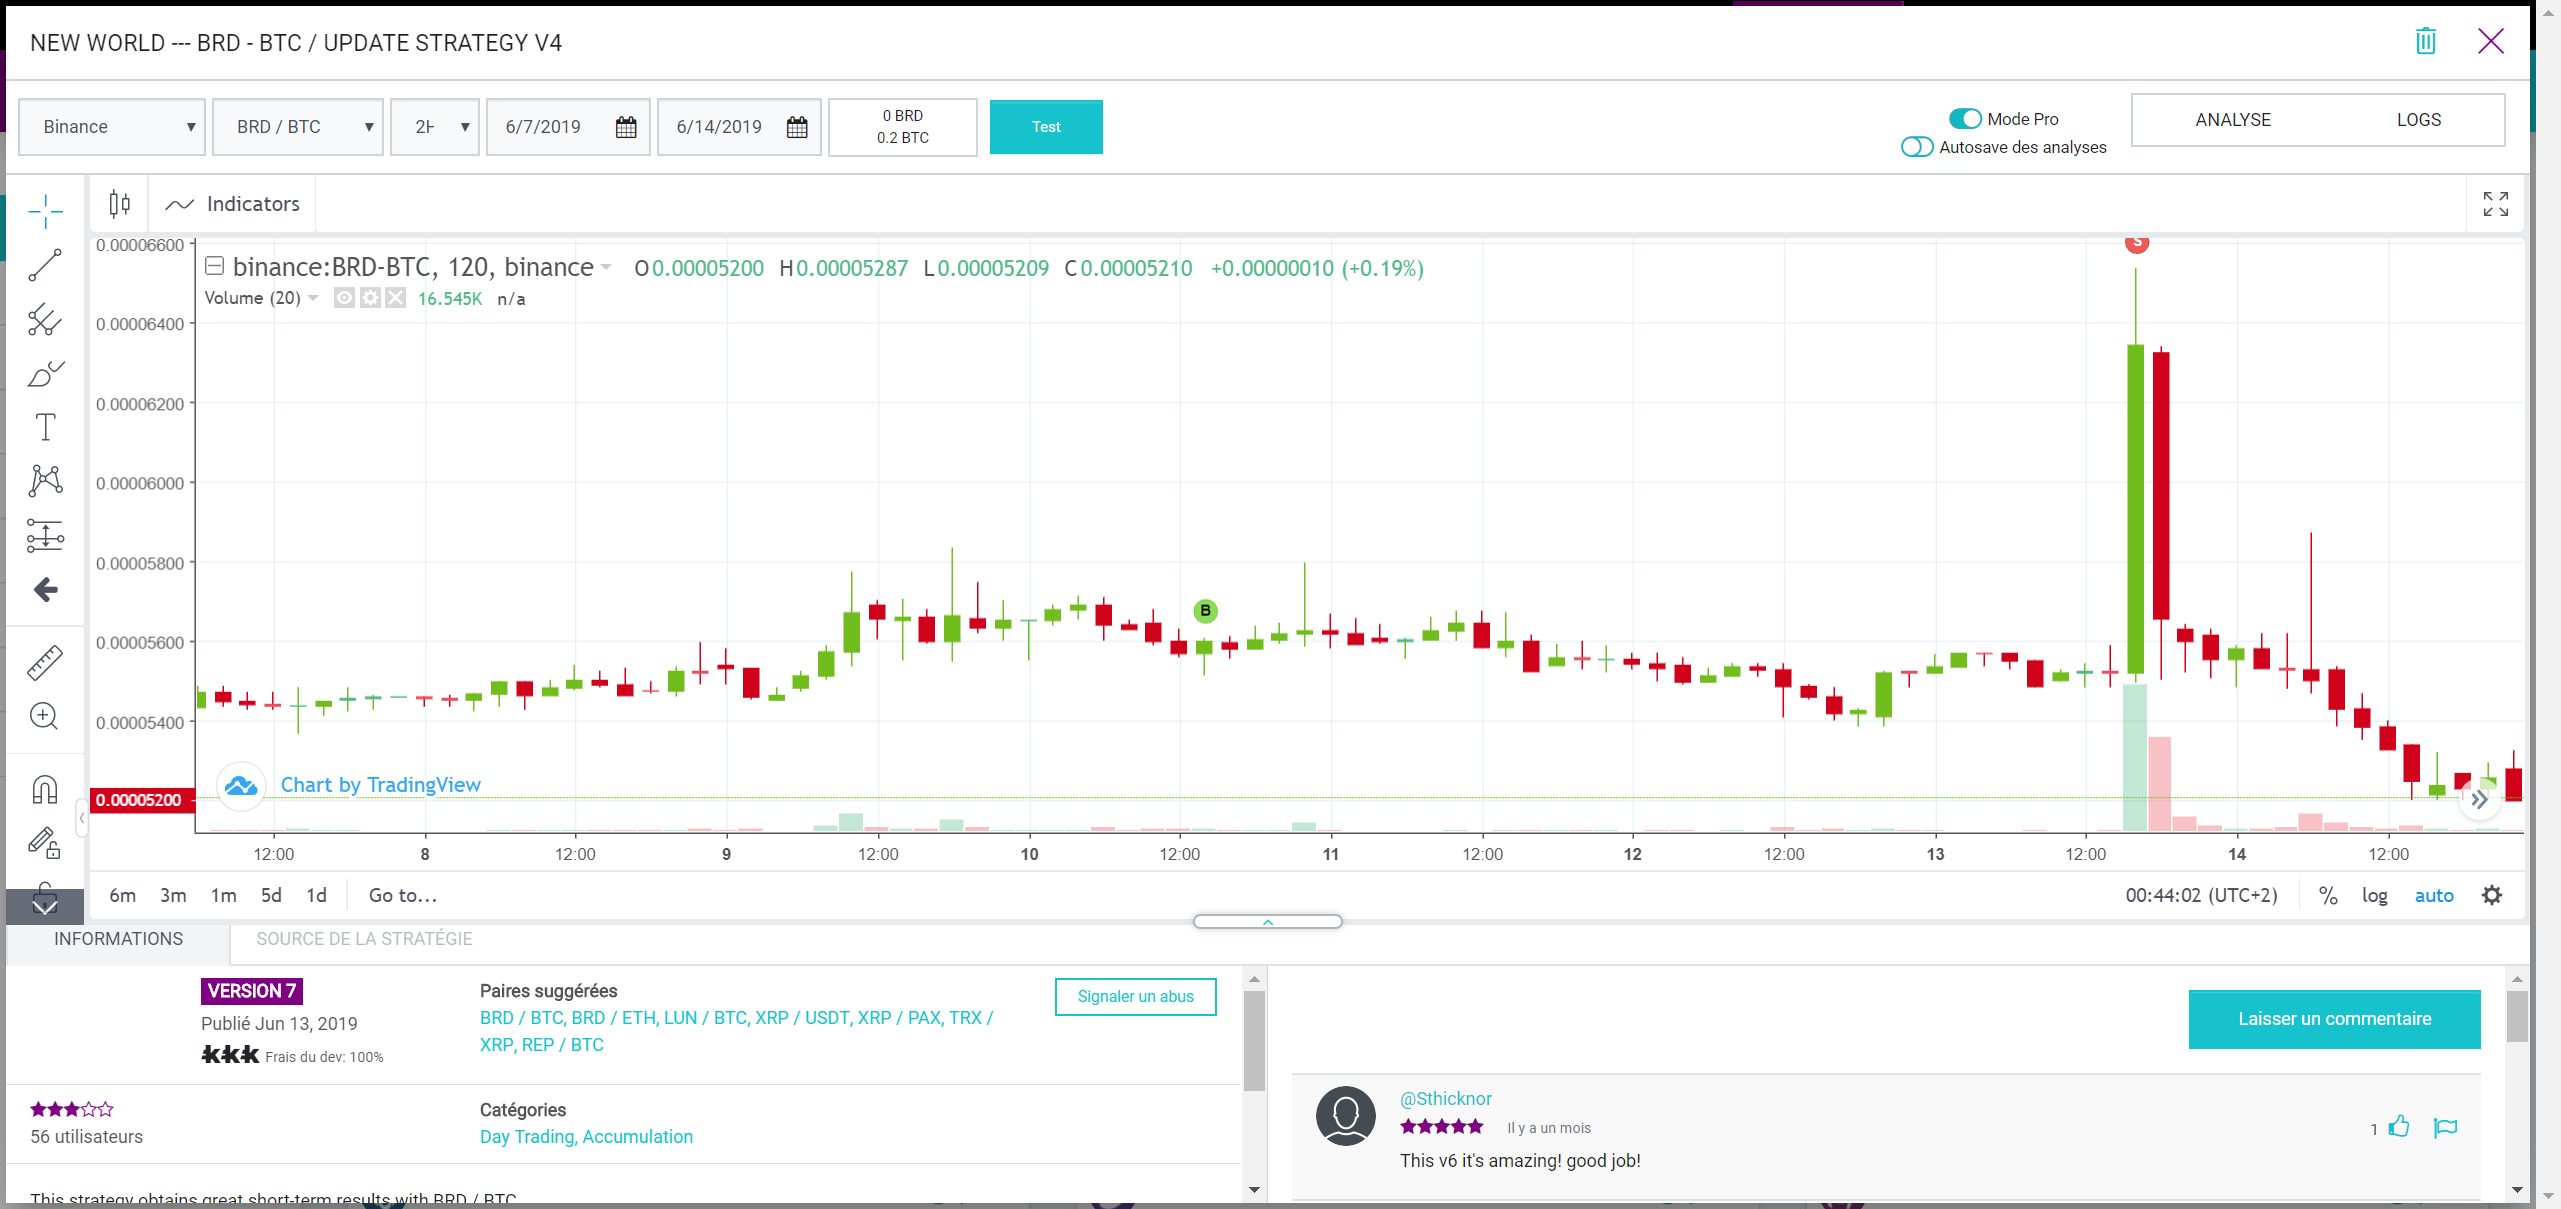 NEW WORLD --- BRD - BTC / UPDATE STRATEGY V4
Binance
BRD / BTC
2H
6/7/2019
6/14/2019
0 BRD
0.2 BTC
Test
Mode Pro
Autosave des analyses
ANALYSE
LOGS
Indicators
binance:BRD-BTC, 120, binance
O0.00005200 H0.00005287 L0.00005209 C0.00005210 +0.00000010 (+0.19%)
Volume (20) 16.545K n/a
S
B
0.00006600
0.00006400
0.00006200
0.00006000
0.00005800
0.00005600
0.00005400
0.00005200
Chart by TradingView
12:00 8 12:00 9 12:00 10 12:00 11 12:00 12 12:00 13 12:00 14 12:00
6m 3m 1m 5d 1d Go to...
00:44:02 (UTC+2) % log auto
INFORMATIONS
SOURCE DE LA STRATÉGIE
VERSION 7
Publié Jun 13, 2019
kkk Frais du dev: 100%
Paires suggérées
BRD / BTC, BRD / ETH, LUN / BTC, XRP / USDT, XRP / PAX, TRX /
XRP, REP / BTC
Signaler un abus
56 utilisateurs
Catégories
Day Trading, Accumulation
This strategy obtains great short-term results with BRD / BTC
Laisser un commentaire
@Sthicknor
Il y a un mois
1
This v6 it's amazing! good job!